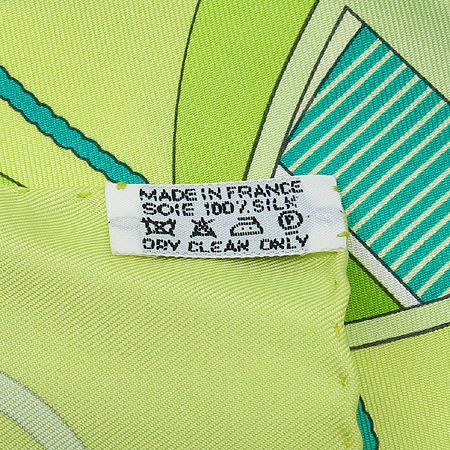 MADE IN FRANCE
SOIE 100% SILK
P
DRY CLEAN ONLY